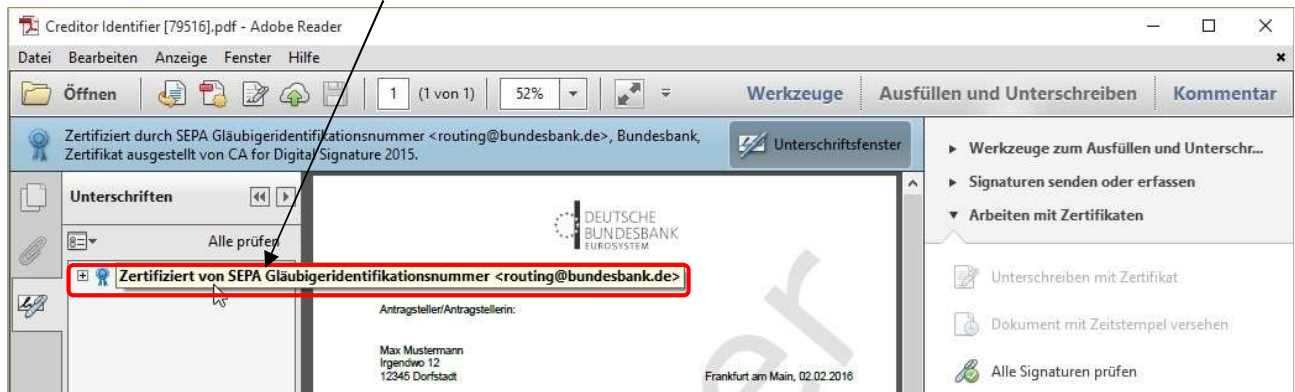 Creditor Identifier [79516].pdf - Adobe Reader
Datei Bearbeiten Anzeige Fenster Hilfe
Öffnen 1 (1 von 1) 52% Werkzeuge Ausfüllen und Unterschreiben Kommentar
Zertifiziert durch SEPA Gläubigeridentifikationsnummer <routing@bundesbank.de>, Bundesbank,
Zertifikat ausgestellt von CA for Digital Signature 2015.
Unterschriftsfenster
Unterschriften
Alle prüfen
Zertifiziert von SEPA Gläubigeridentifikationsnummer <routing@bundesbank.de>
DEUTSCHE
BUNDESBANK
EUROSYSTEM
Antragsteller/Antragstellerin:
Max Mustermann
Irgendwo 12
12345 Dorfstadt
Frankfurt am Main, 02.02.2016
Werkzeuge zum Ausfüllen und Unterschr...
Signaturen senden oder erfassen
Arbeiten mit Zertifikaten
Unterschreiben mit Zertifikat
Dokument mit Zeitstempel versehen
Alle Signaturen prüfen